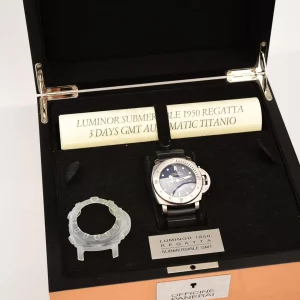 LUMINOR SUBMERSIBLE 1950 REGATTA
3 DAYS GMT AUTOMATIC TITANIO
LUMINOR 1950
REGATTA
SUBMERSIBLE GMT
OFFICINE
PANERAI